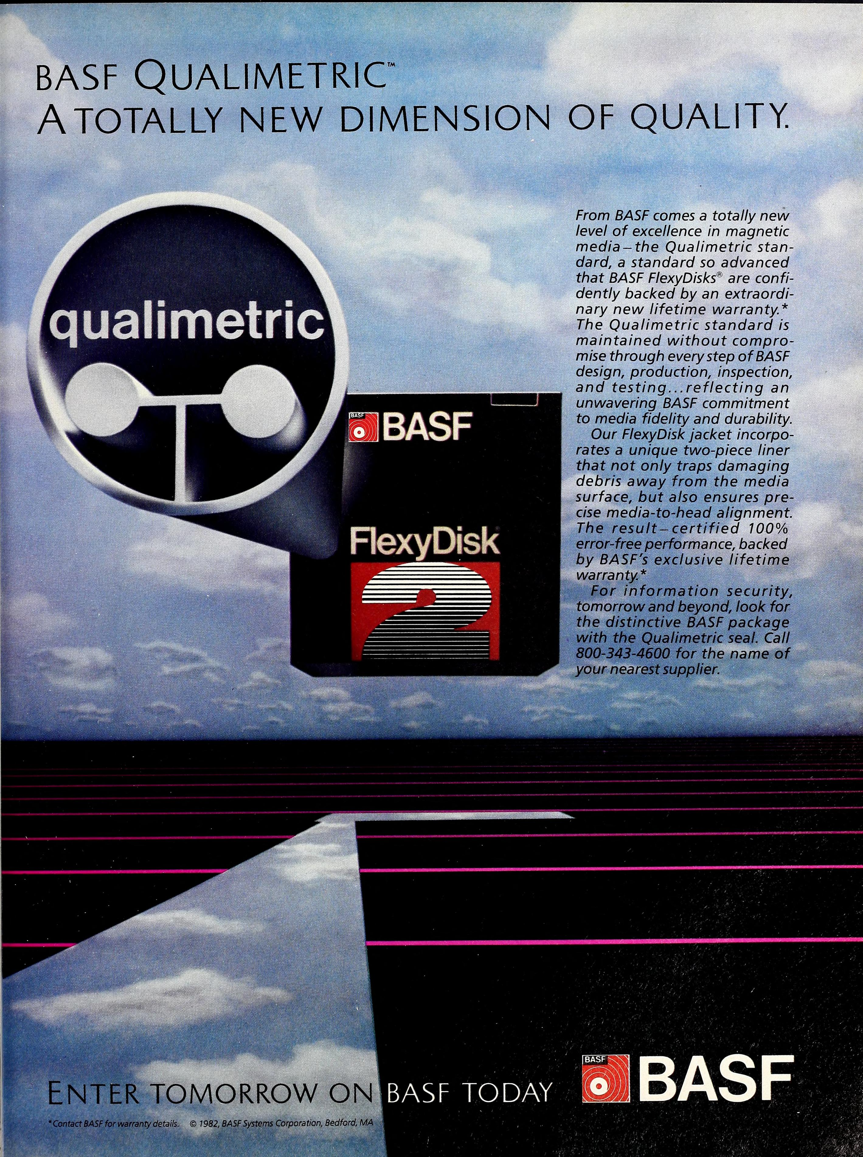 BASF QUALIMETRIC™
A TOTALLY NEW DIMENSION OF QUALITY.
qualimetric
BASF
BASF
FlexyDisk®
2
From BASF comes a totally new
level of excellence in magnetic
media–the Qualimetric stan-
dard, a standard so advanced
that BASF FlexyDisks® are confi-
dently backed by an extraordi-
nary new lifetime warranty.*
The Qualimetric standard is
maintained without compro-
mise through every step of BASF
design, production, inspection,
and testing...reflecting an
unwavering BASF commitment
to media fidelity and durability.
Our FlexyDisk jacket incorpo-
rates a unique two-piece liner
that not only traps damaging
debris away from the media
surface, but also ensures pre-
cise media-to-head alignment.
The result–certified 100%
error-free performance, backed
by BASF's exclusive lifetime
warranty.*
For information security,
tomorrow and beyond, look for
the distinctive BASF package
with the Qualimetric seal. Call
800-343-4600 for the name of
your nearest supplier.
ENTER TOMORROW ON BASF TODAY
BASF
BASF
*Contact BASF for warranty details. © 1982, BASF Systems Corporation, Bedford, MA